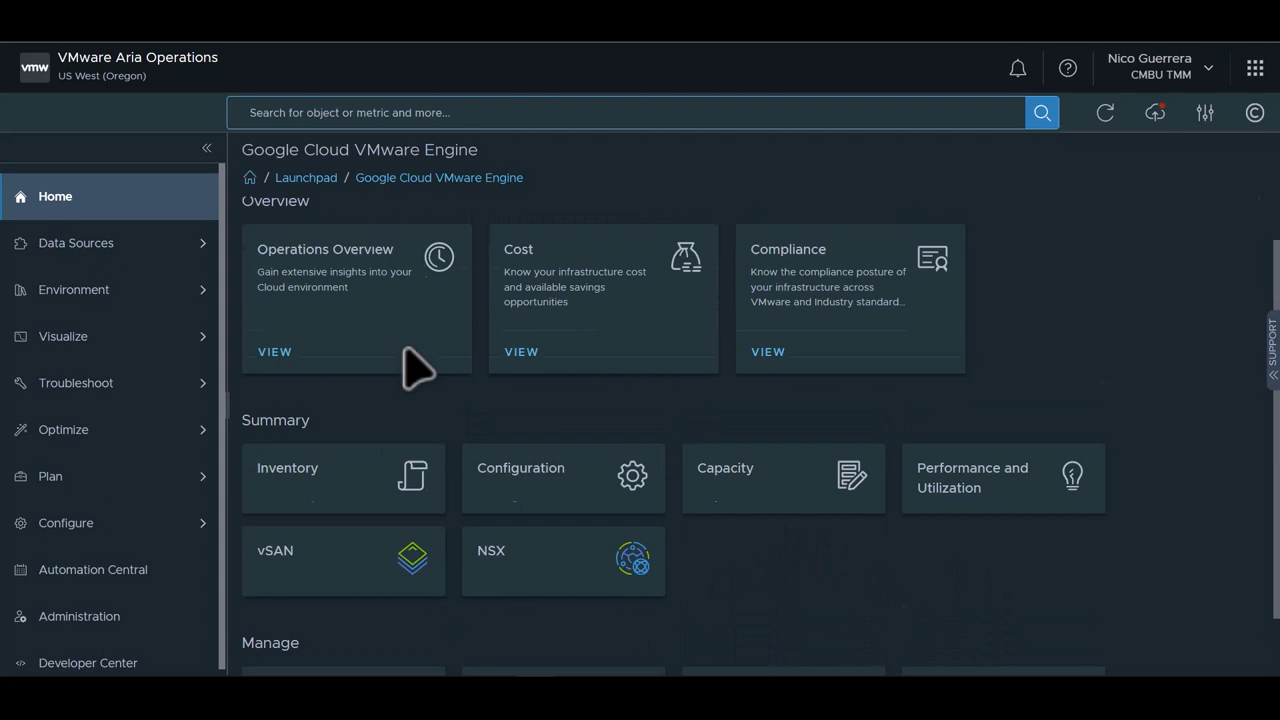 vmw
VMware Aria Operations
US West (Oregon)
Nico Guerrera
CMBU TMM
Search for object or metric and more...
Google Cloud VMware Engine
Launchpad / Google Cloud VMware Engine
Home
Data Sources
Environment
Visualize
Troubleshoot
Optimize
Plan
Configure
Automation Central
Administration
Developer Center
Overview
Operations Overview
Gain extensive insights into your
Cloud environment
VIEW
Cost
Know your infrastructure cost
and available savings
opportunities
VIEW
Compliance
Know the compliance posture of
your infrastructure across
VMware and Industry standard...
VIEW
Summary
Inventory
Configuration
Capacity
Performance and
Utilization
vSAN
NSX
Manage
SUPPORT